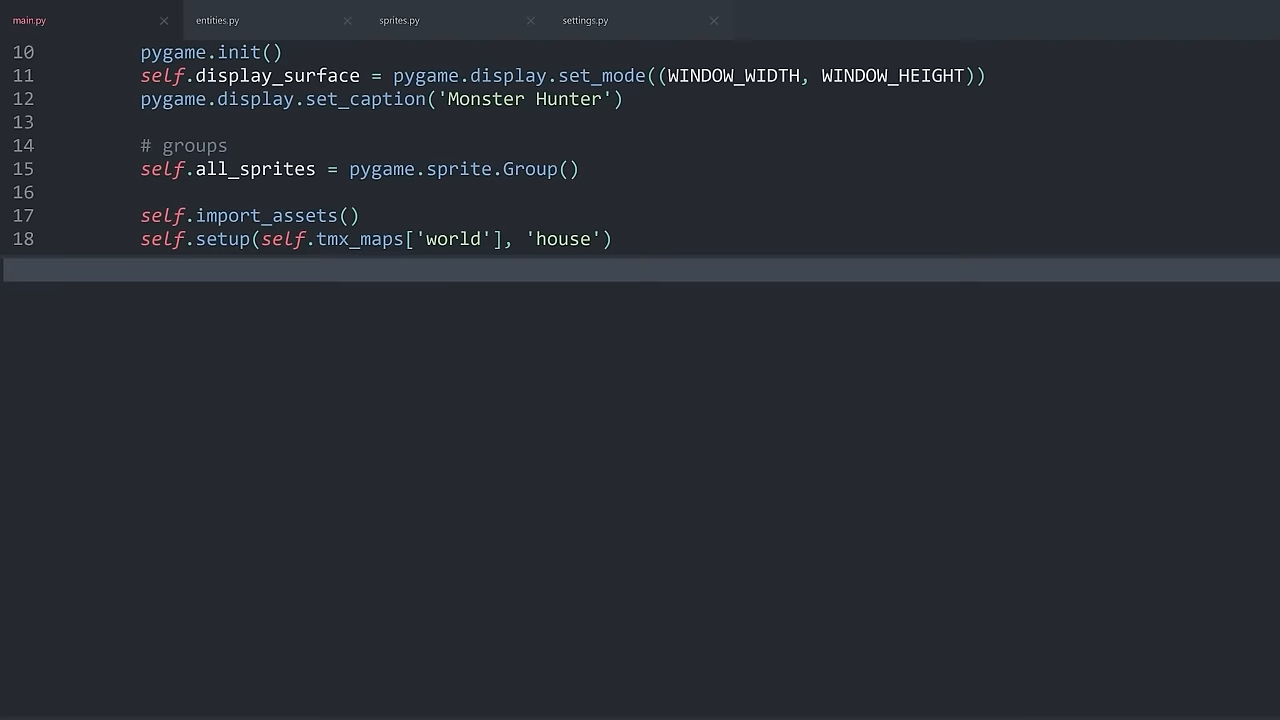 main.py entities.py sprites.py settings.py
10 pygame.init()
11 self.display_surface = pygame.display.set_mode((WINDOW_WIDTH, WINDOW_HEIGHT))
12 pygame.display.set_caption('Monster Hunter')
13
14 # groups
15 self.all_sprites = pygame.sprite.Group()
16
17 self.import_assets()
18 self.setup(self.tmx_maps['world'], 'house')